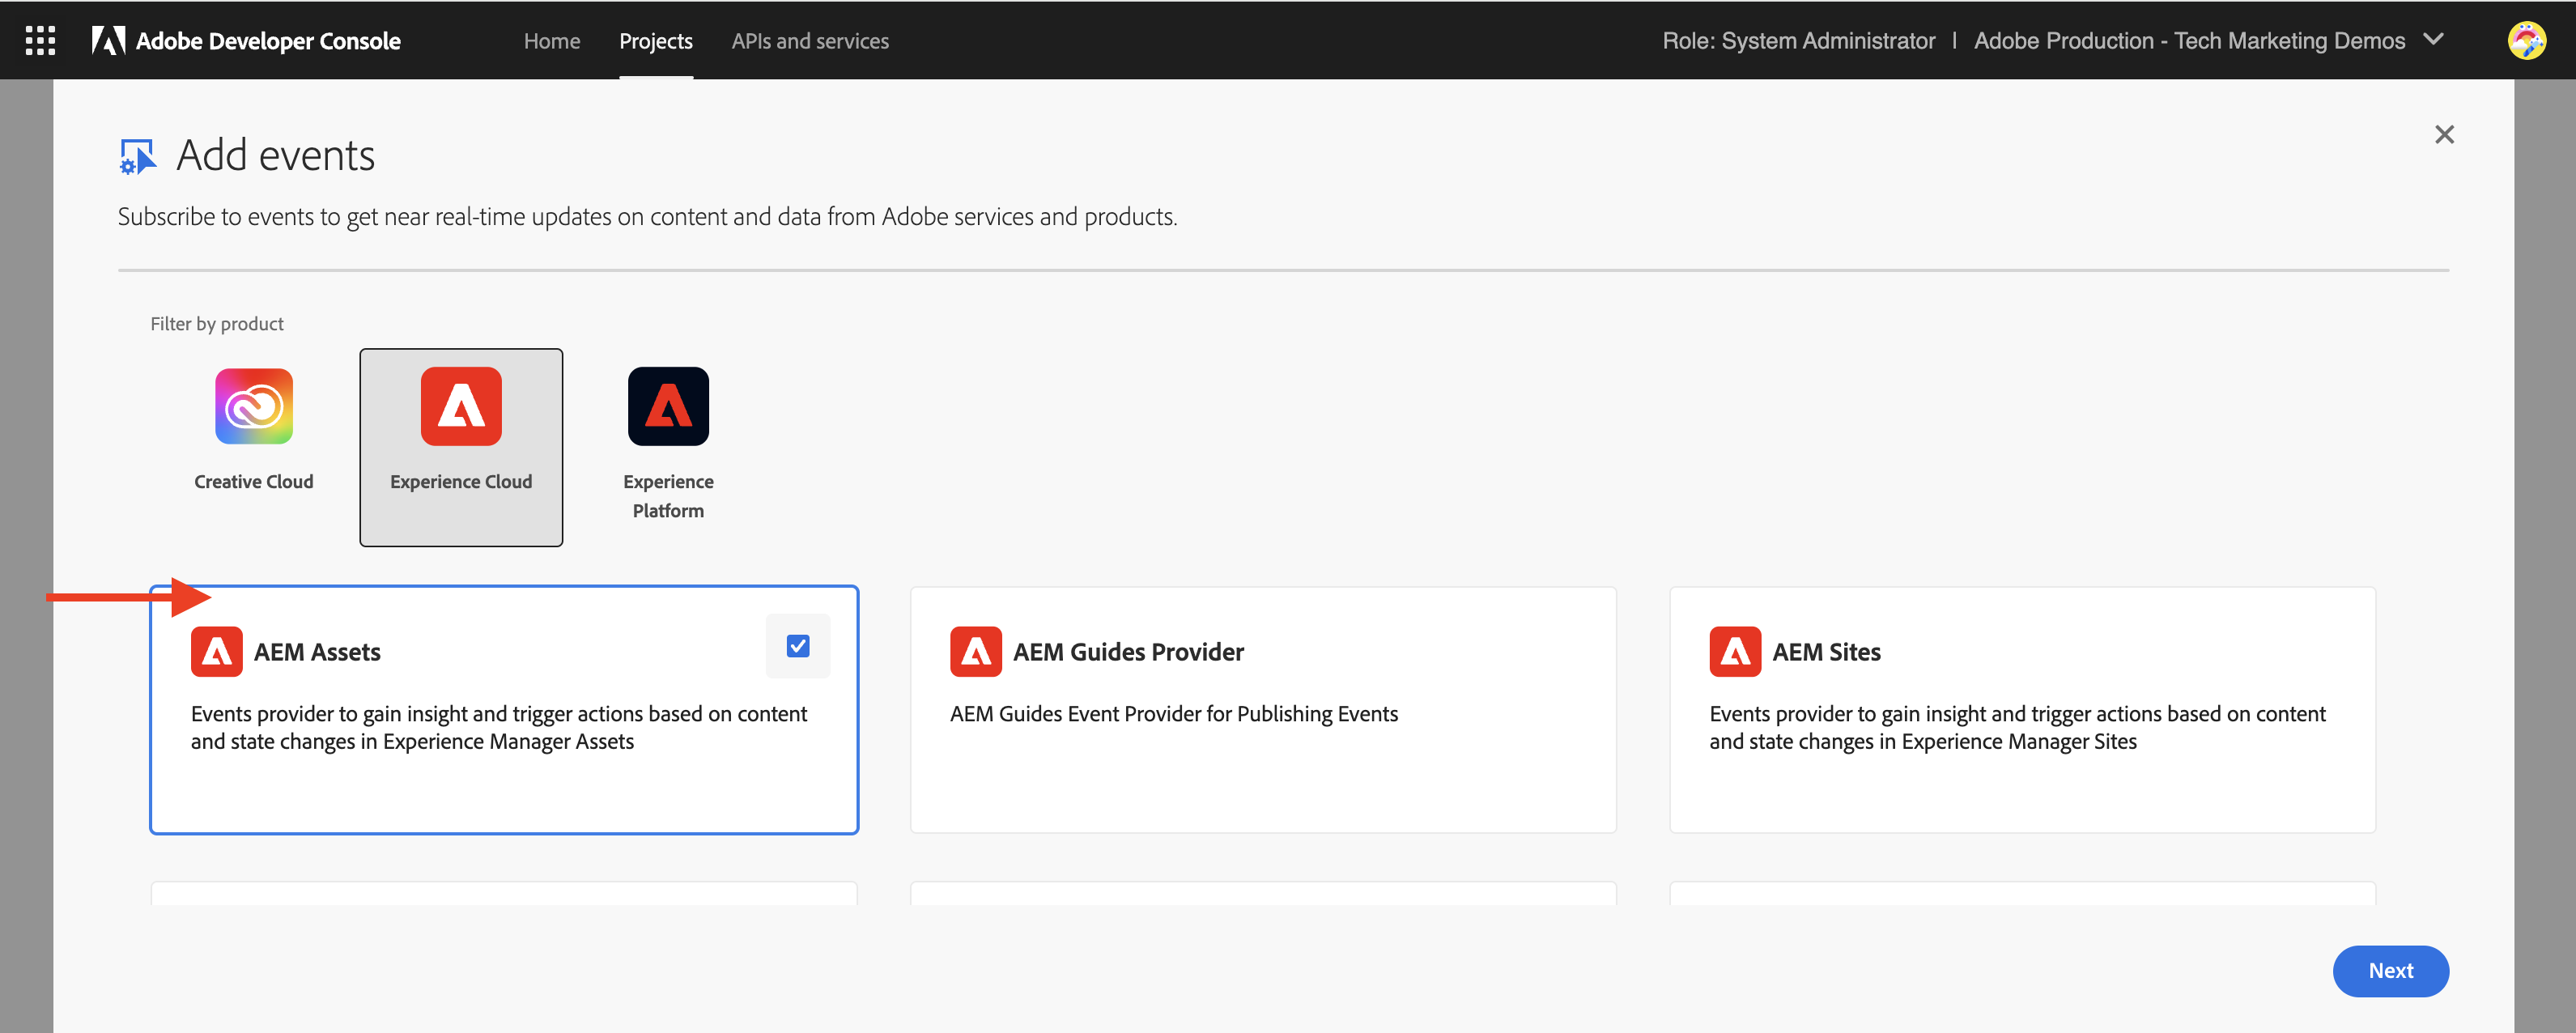 Adobe Developer Console
Home
Projects
APIs and services
Role: System Administrator | Adobe Production - Tech Marketing Demos
Add events
Subscribe to events to get near real-time updates on content and data from Adobe services and products.
Filter by product
Creative Cloud
Experience Cloud
Experience
Platform
AEM Assets
Events provider to gain insight and trigger actions based on content
and state changes in Experience Manager Assets
AEM Guides Provider
AEM Guides Event Provider for Publishing Events
AEM Sites
Events provider to gain insight and trigger actions based on content
and state changes in Experience Manager Sites
Next